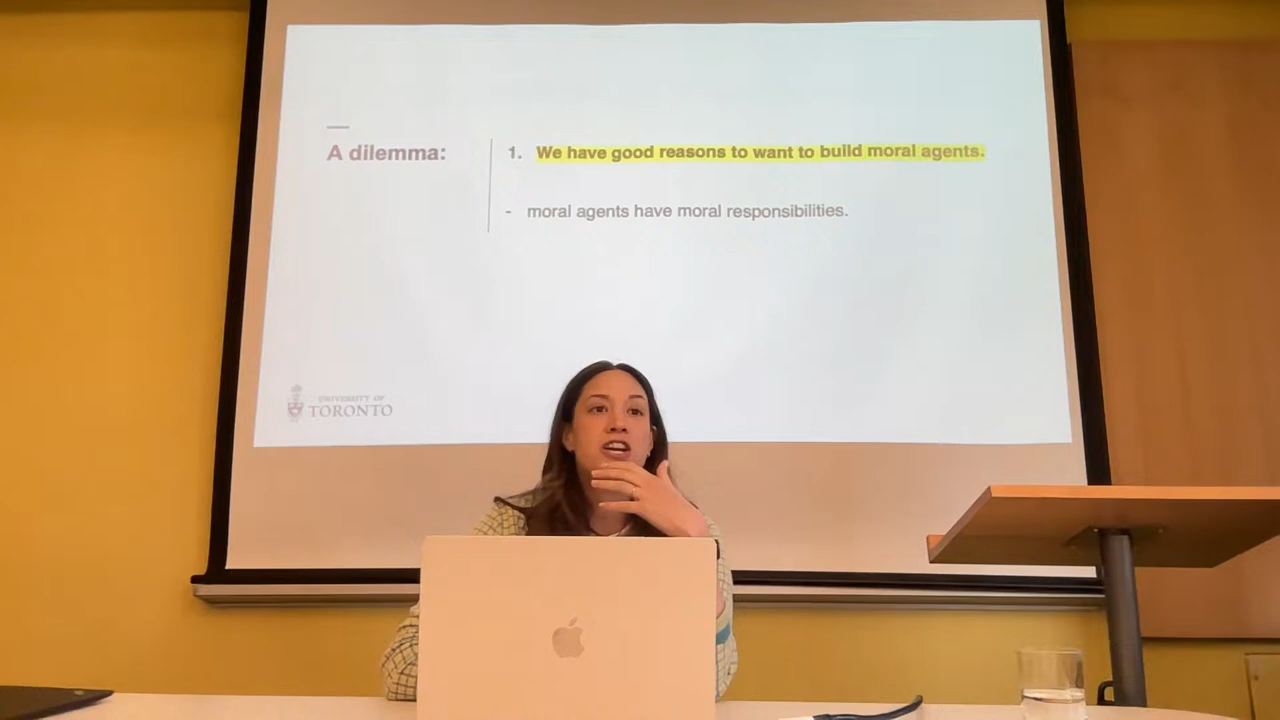 A dilemma:
1. We have good reasons to want to build moral agents.
- moral agents have moral responsibilities.
UNIVERSITY OF
TORONTO